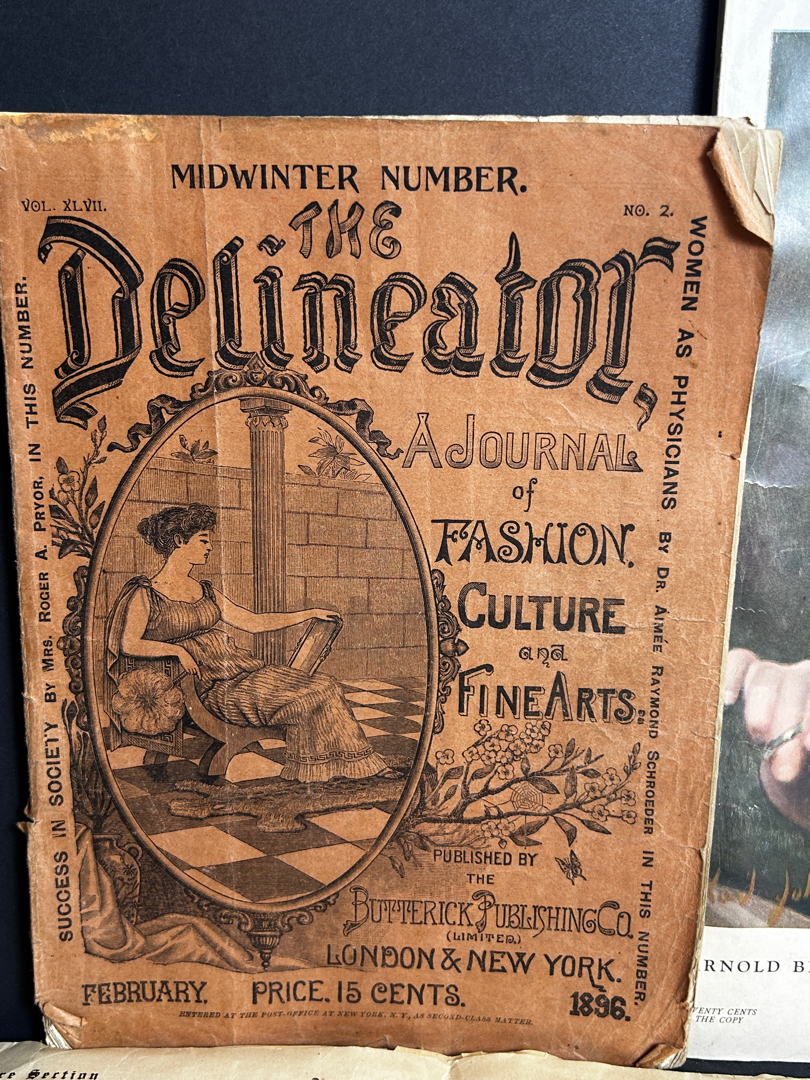 MIDWINTER NUMBER.
VOL. XLVII.
NO. 2.
THE
Delineator,
A JOURNAL
of
FASHION.
CULTURE
and
FINE ARTS.
SUCCESS IN SOCIETY BY MRS. ROGER A. PRYOR, IN THIS NUMBER.
WOMEN AS PHYSICIANS BY DR. AIMÉE RAYMOND SCHROEDER IN THIS NUMBER.
PUBLISHED BY
THE
BUTTERICK PUBLISHING CO.
(LIMITED.)
LONDON & NEW YORK.
FEBRUARY. PRICE. 15 CENTS. 1896.
ENTERED AT THE POST-OFFICE AT NEW YORK, N.Y., AS SECOND-CLASS MATTER.
RNOLD B
ENTY CENTS
THE COPY
re Section